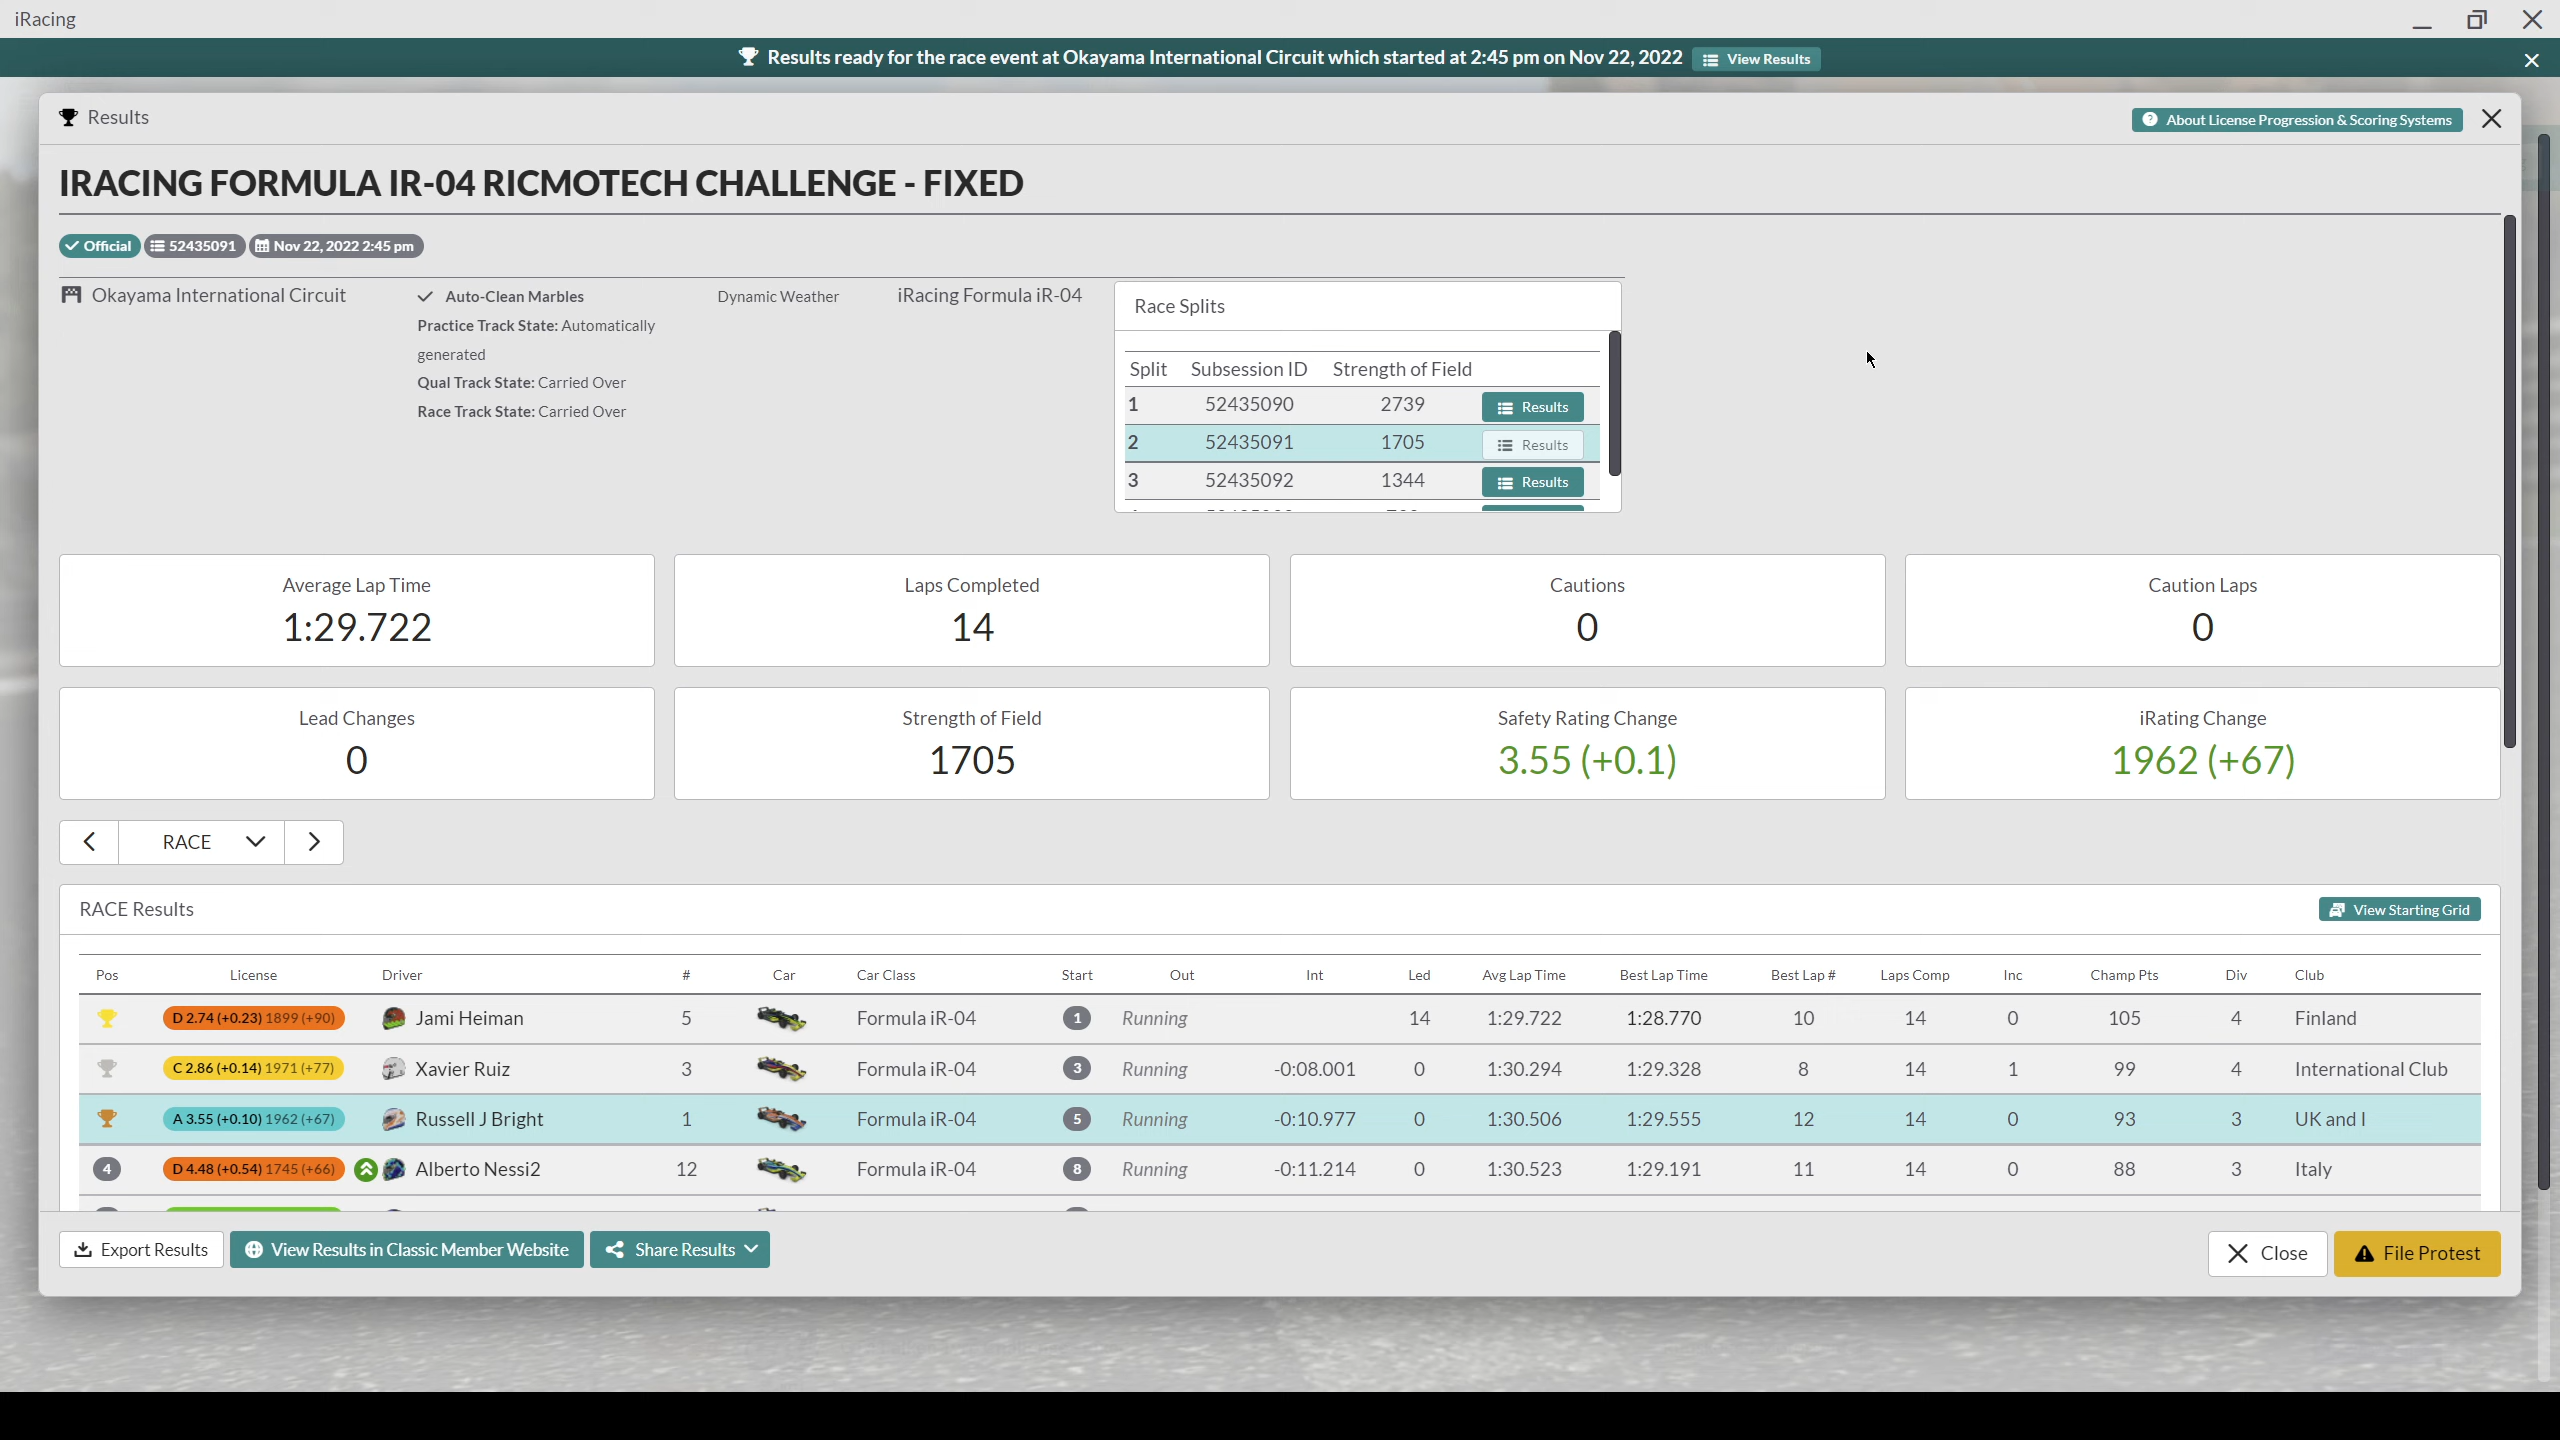 iRacing
Results ready for the race event at Okayama International Circuit which started at 2:45 pm on Nov 22, 2022 View Results
Results
About License Progression & Scoring Systems
IRACING FORMULA IR-04 RICMOTECH CHALLENGE - FIXED
Official 52435091 Nov 22, 2022 2:45 pm
Okayama International Circuit
Auto-Clean Marbles
Practice Track State: Automatically
generated
Qual Track State: Carried Over
Race Track State: Carried Over
Dynamic Weather
iRacing Formula iR-04
Race Splits
Split Subsession ID Strength of Field
1 52435090 2739 Results
2 52435091 1705 Results
3 52435092 1344 Results
Average Lap Time
1:29.722
Laps Completed
14
Cautions
0
Caution Laps
0
Lead Changes
0
Strength of Field
1705
Safety Rating Change
3.55 (+0.1)
iRating Change
1962 (+67)
RACE
RACE Results
View Starting Grid
Pos License Driver # Car Car Class Start Out Int Led Avg Lap Time Best Lap Time Best Lap # Laps Comp Inc Champ Pts Div Club
D 2.74 (+0.23) 1899 (+90) Jami Heiman 5 Formula iR-04 1 Running 14 1:29.722 1:28.770 10 14 0 105 4 Finland
C 2.86 (+0.14) 1971 (+77) Xavier Ruiz 3 Formula iR-04 3 Running -0:08.001 0 1:30.294 1:29.328 8 14 1 99 4 International Club
A 3.55 (+0.10) 1962 (+67) Russell J Bright 1 Formula iR-04 5 Running -0:10.977 0 1:30.506 1:29.555 12 14 0 93 3 UK and I
4 D 4.48 (+0.54) 1745 (+66) Alberto Nessi2 12 Formula iR-04 8 Running -0:11.214 0 1:30.523 1:29.191 11 14 0 88 3 Italy
Export Results
View Results in Classic Member Website
Share Results
Close
File Protest